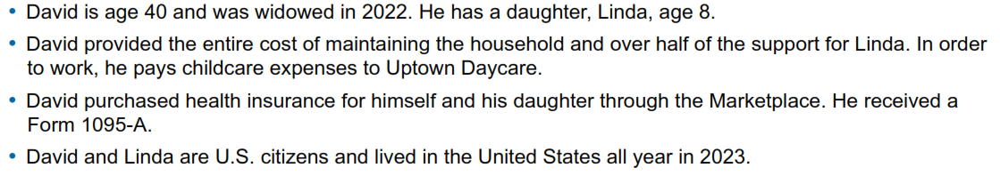 • David is age 40 and was widowed in 2022. He has a daughter, Linda, age 8.
• David provided the entire cost of maintaining the household and over half of the support for Linda. In order
to work, he pays childcare expenses to Uptown Daycare.
• David purchased health insurance for himself and his daughter through the Marketplace. He received a
Form 1095-A.
• David and Linda are U.S. citizens and lived in the United States all year in 2023.